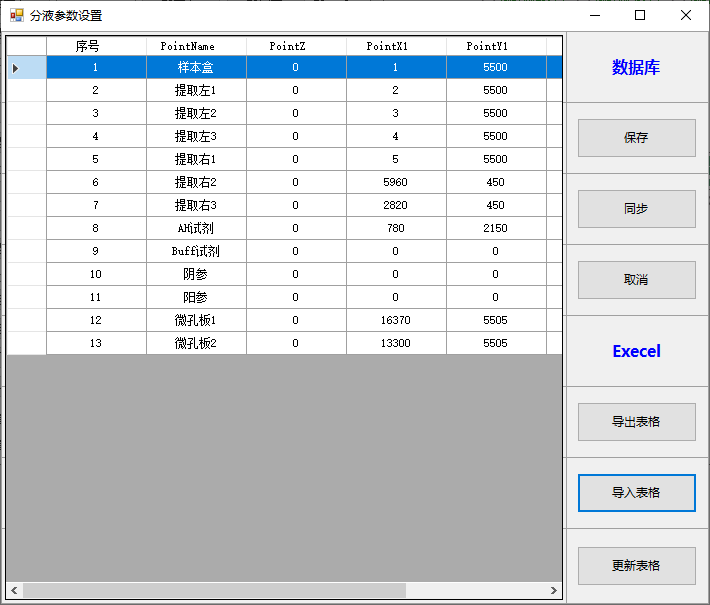 分液参数设置
序号 PointName PointZ PointX1 PointY1
1 样本盒 0 1 5500
2 提取左1 0 2 5500
3 提取左2 0 3 5500
4 提取左3 0 4 5500
5 提取右1 0 5 5500
6 提取右2 0 5960 450
7 提取右3 0 2820 450
8 AH试剂 0 780 2150
9 Buff试剂 0 0 0
10 阴参 0 0 0
11 阳参 0 0 0
12 微孔板1 0 16370 5505
13 微孔板2 0 13300 5505
数据库
保存
同步
取消
Execel
导出表格
导入表格
更新表格